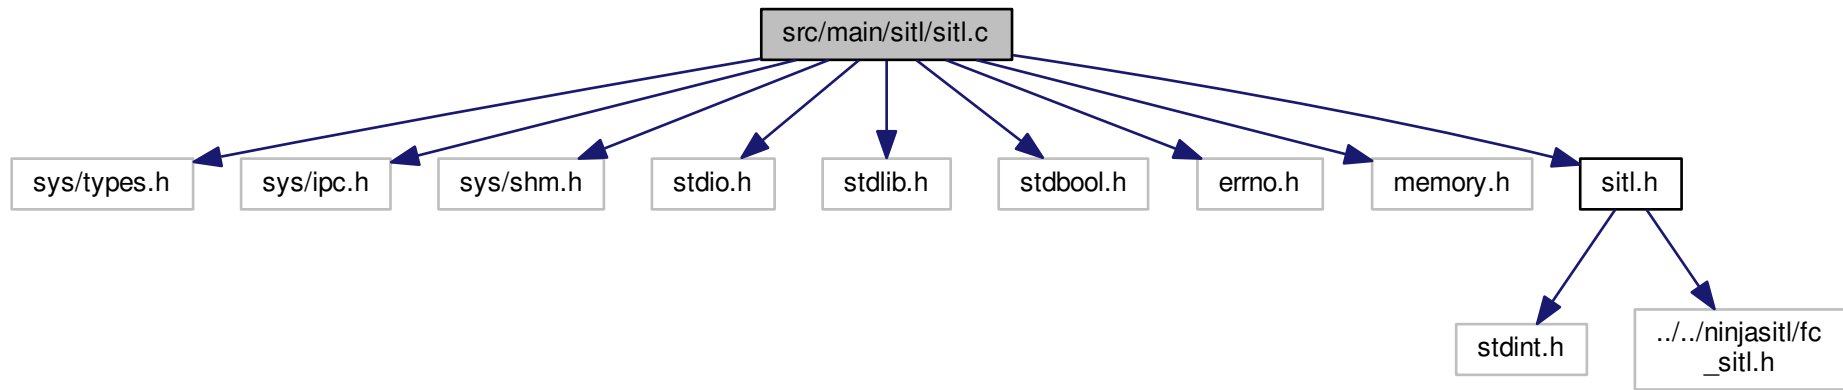 src/main/sitl/sitl.c
sys/types.h
sys/ipc.h
sys/shm.h
stdio.h
stdlib.h
stdbool.h
errno.h
memory.h
sitl.h
stdint.h
../../ninjasitl/fc
_sitl.h